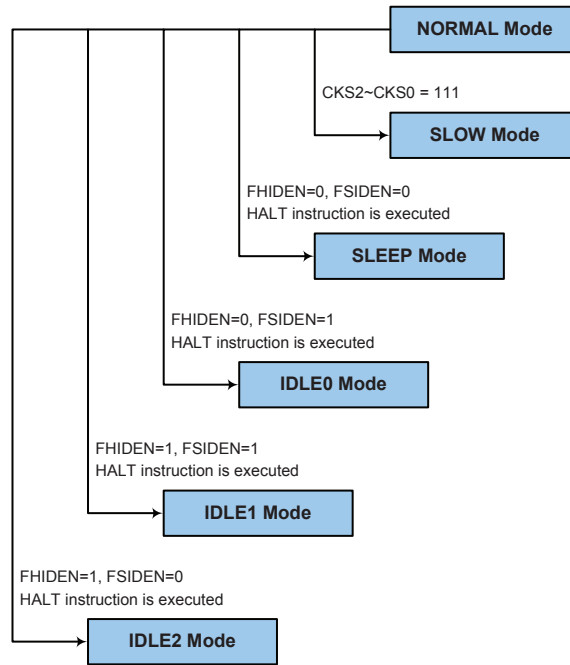 NORMAL Mode
CKS2~CKS0 = 111
SLOW Mode
FHIDEN=0, FSIDEN=0
HALT instruction is executed
SLEEP Mode
FHIDEN=0, FSIDEN=1
HALT instruction is executed
IDLE0 Mode
FHIDEN=1, FSIDEN=1
HALT instruction is executed
IDLE1 Mode
FHIDEN=1, FSIDEN=0
HALT instruction is executed
IDLE2 Mode